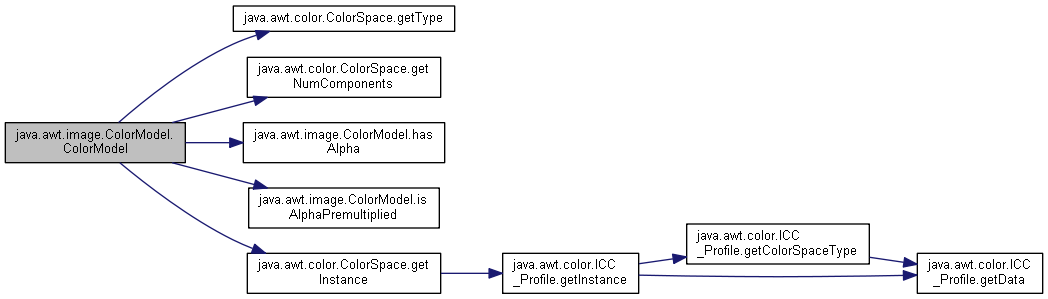 java.awt.color.ColorSpace.getType
java.awt.color.ColorSpace.get
NumComponents
java.awt.image.ColorModel.
ColorModel
java.awt.image.ColorModel.has
Alpha
java.awt.image.ColorModel.is
AlphaPremultiplied
java.awt.color.ColorSpace.get
Instance
java.awt.color.ICC
_Profile.getInstance
java.awt.color.ICC
_Profile.getColorSpaceType
java.awt.color.ICC
_Profile.getData